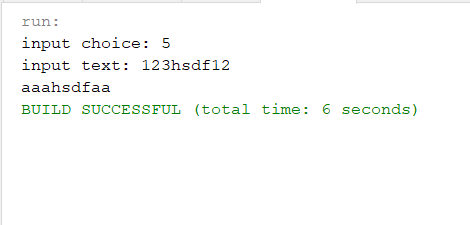 run:
input choice: 5
input text: 123hsdf12
aaahsdfaa
BUILD SUCCESSFUL (total time: 6 seconds)